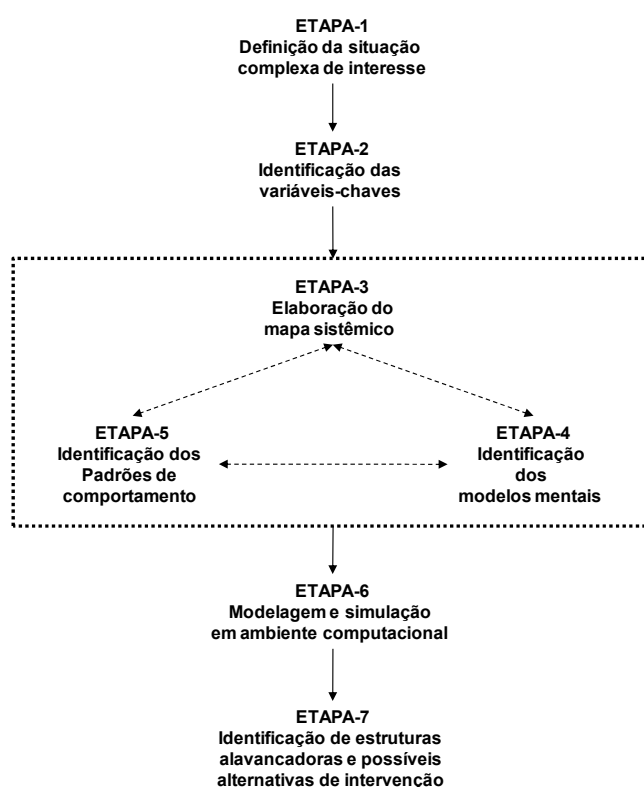 ETAPA-1
Definição da situação
complexa de interesse
ETAPA-2
Identificação das
variáveis-chaves
ETAPA-3
Elaboração do
mapa sistêmico
ETAPA-5
Identificação dos
Padrões de
comportamento
ETAPA-4
Identificação
dos
modelos mentais
ETAPA-6
Modelagem e simulação
em ambiente computacional
ETAPA-7
Identificação de estruturas
alavancadoras e possíveis
alternativas de intervenção